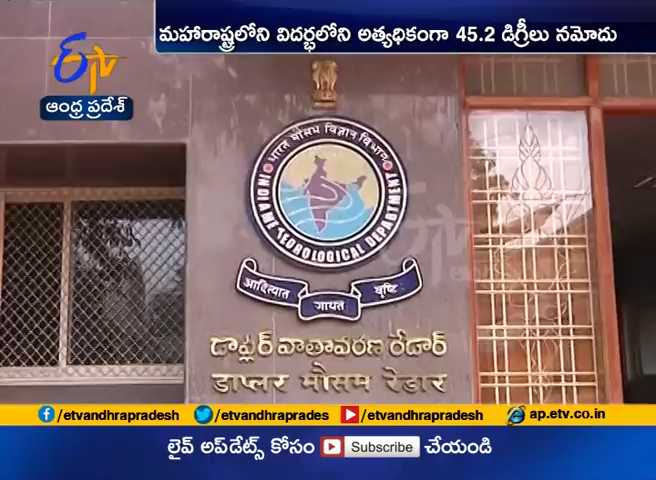 మహారాష్ట్రలోని విదర్భలోని అత్యధికంగా 45.2 డిగ్రీలు నమోదు
ETV
ఆంధ్ర ప్రదేశ్
भारत मौसम विज्ञान विभाग
INDIA METEOROLOGICAL DEPARTMENT
आदित्यात जायते वृष्टि
డాప్లర్ వాతావరణ రేడార్
डाप्लर मौसम रेडार
/etvandhrapradesh /etvandhraprades /etvandhrapradesh ap.etv.co.in
లైవ్ అప్‌డేట్స్ కోసం Subscribe చేయండి